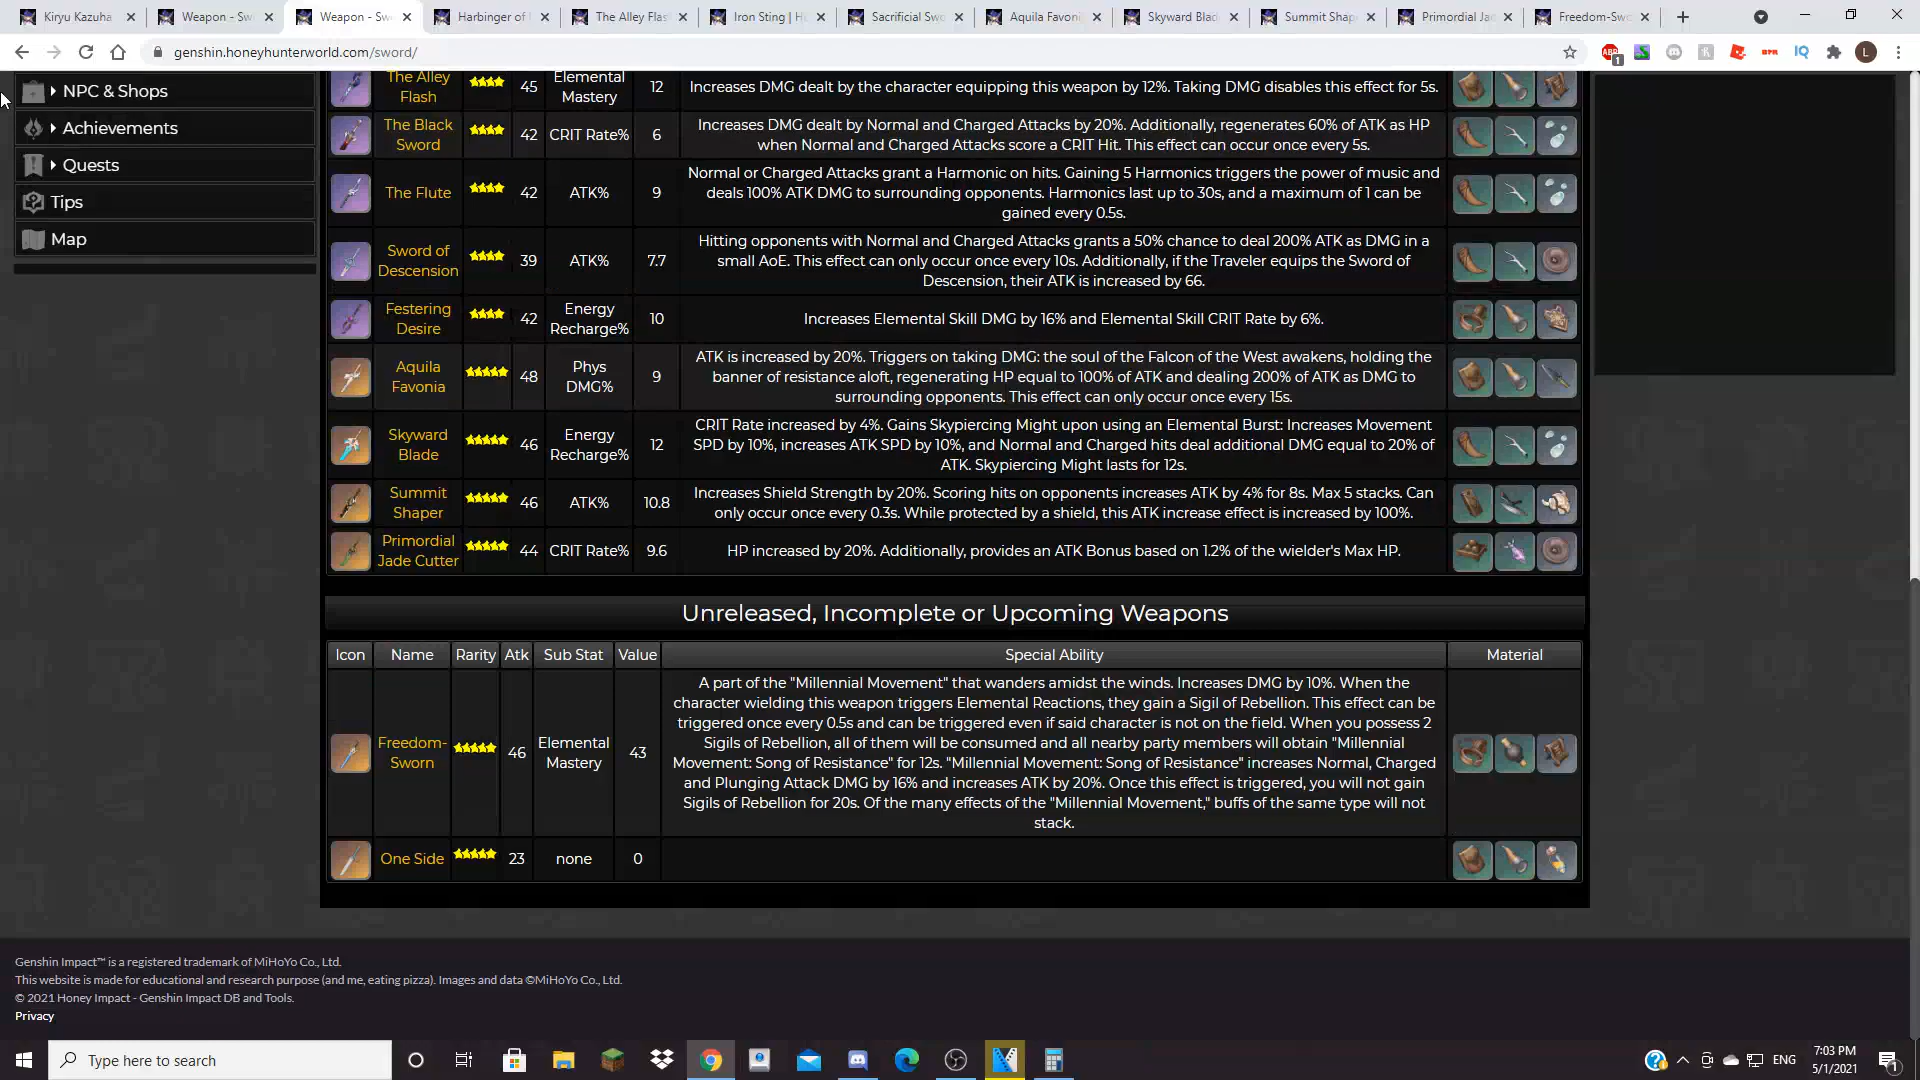 Kiryu Kazuha
Weapon - Sw
Weapon - Sw
Harbinger of
The Alley Flas
Iron Sting | H
Sacrificial Swo
Aquila Favoni
Skyward Blad
Summit Shap
Primordial Ja
Freedom-Swo
genshin.honeyhunterworld.com/sword/
NPC & Shops
Achievements
Quests
Tips
Map
The Alley
Flash
45
Elemental
Mastery
12
Increases DMG dealt by the character equipping this weapon by 12%. Taking DMG disables this effect for 5s.
The Black
Sword
42
CRIT Rate%
6
Increases DMG dealt by Normal and Charged Attacks by 20%. Additionally, regenerates 60% of ATK as HP
when Normal and Charged Attacks score a CRIT Hit. This effect can occur once every 5s.
The Flute
42
ATK%
9
Normal or Charged Attacks grant a Harmonic on hits. Gaining 5 Harmonics triggers the power of music and
deals 100% ATK DMG to surrounding opponents. Harmonics last up to 30s, and a maximum of 1 can be
gained every 0.5s.
Sword of
Descension
39
ATK%
7.7
Hitting opponents with Normal and Charged Attacks grants a 50% chance to deal 200% ATK as DMG in a
small AoE. This effect can only occur once every 10s. Additionally, if the Traveler equips the Sword of
Descension, their ATK is increased by 66.
Festering
Desire
42
Energy
Recharge%
10
Increases Elemental Skill DMG by 16% and Elemental Skill CRIT Rate by 6%.
Aquila
Favonia
48
Phys
DMG%
9
ATK is increased by 20%. Triggers on taking DMG: the soul of the Falcon of the West awakens, holding the
banner of resistance aloft, regenerating HP equal to 100% of ATK and dealing 200% of ATK as DMG to
surrounding opponents. This effect can only occur once every 15s.
Skyward
Blade
46
Energy
Recharge%
12
CRIT Rate increased by 4%. Gains Skypiercing Might upon using an Elemental Burst: Increases Movement
SPD by 10%, increases ATK SPD by 10%, and Normal and Charged hits deal additional DMG equal to 20% of
ATK. Skypiercing Might lasts for 12s.
Summit
Shaper
46
ATK%
10.8
Increases Shield Strength by 20%. Scoring hits on opponents increases ATK by 4% for 8s. Max 5 stacks. Can
only occur once every 0.3s. While protected by a shield, this ATK increase effect is increased by 100%.
Primordial
Jade Cutter
44
CRIT Rate%
9.6
HP increased by 20%. Additionally, provides an ATK Bonus based on 1.2% of the wielder's Max HP.
Unreleased, Incomplete or Upcoming Weapons
Icon Name Rarity Atk Sub Stat Value Special Ability Material
Freedom-
Sworn
46
Elemental
Mastery
43
A part of the "Millennial Movement" that wanders amidst the winds. Increases DMG by 10%. When the
character wielding this weapon triggers Elemental Reactions, they gain a Sigil of Rebellion. This effect can be
triggered once every 0.5s and can be triggered even if said character is not on the field. When you possess 2
Sigils of Rebellion, all of them will be consumed and all nearby party members will obtain "Millennial
Movement: Song of Resistance" for 12s. "Millennial Movement: Song of Resistance" increases Normal, Charged
and Plunging Attack DMG by 16% and increases ATK by 20%. Once this effect is triggered, you will not gain
Sigils of Rebellion for 20s. Of the many effects of the "Millennial Movement," buffs of the same type will not
stack.
One Side
23
none
0
Genshin Impact™ is a registered trademark of MiHoYo Co., Ltd.
This website is made for educational and research purpose (and me, eating pizza). Images and data ©MiHoYo Co., Ltd.
© 2021 Honey Impact - Genshin Impact DB and Tools.
Privacy
Type here to search
ENG
7:03 PM
5/1/2021